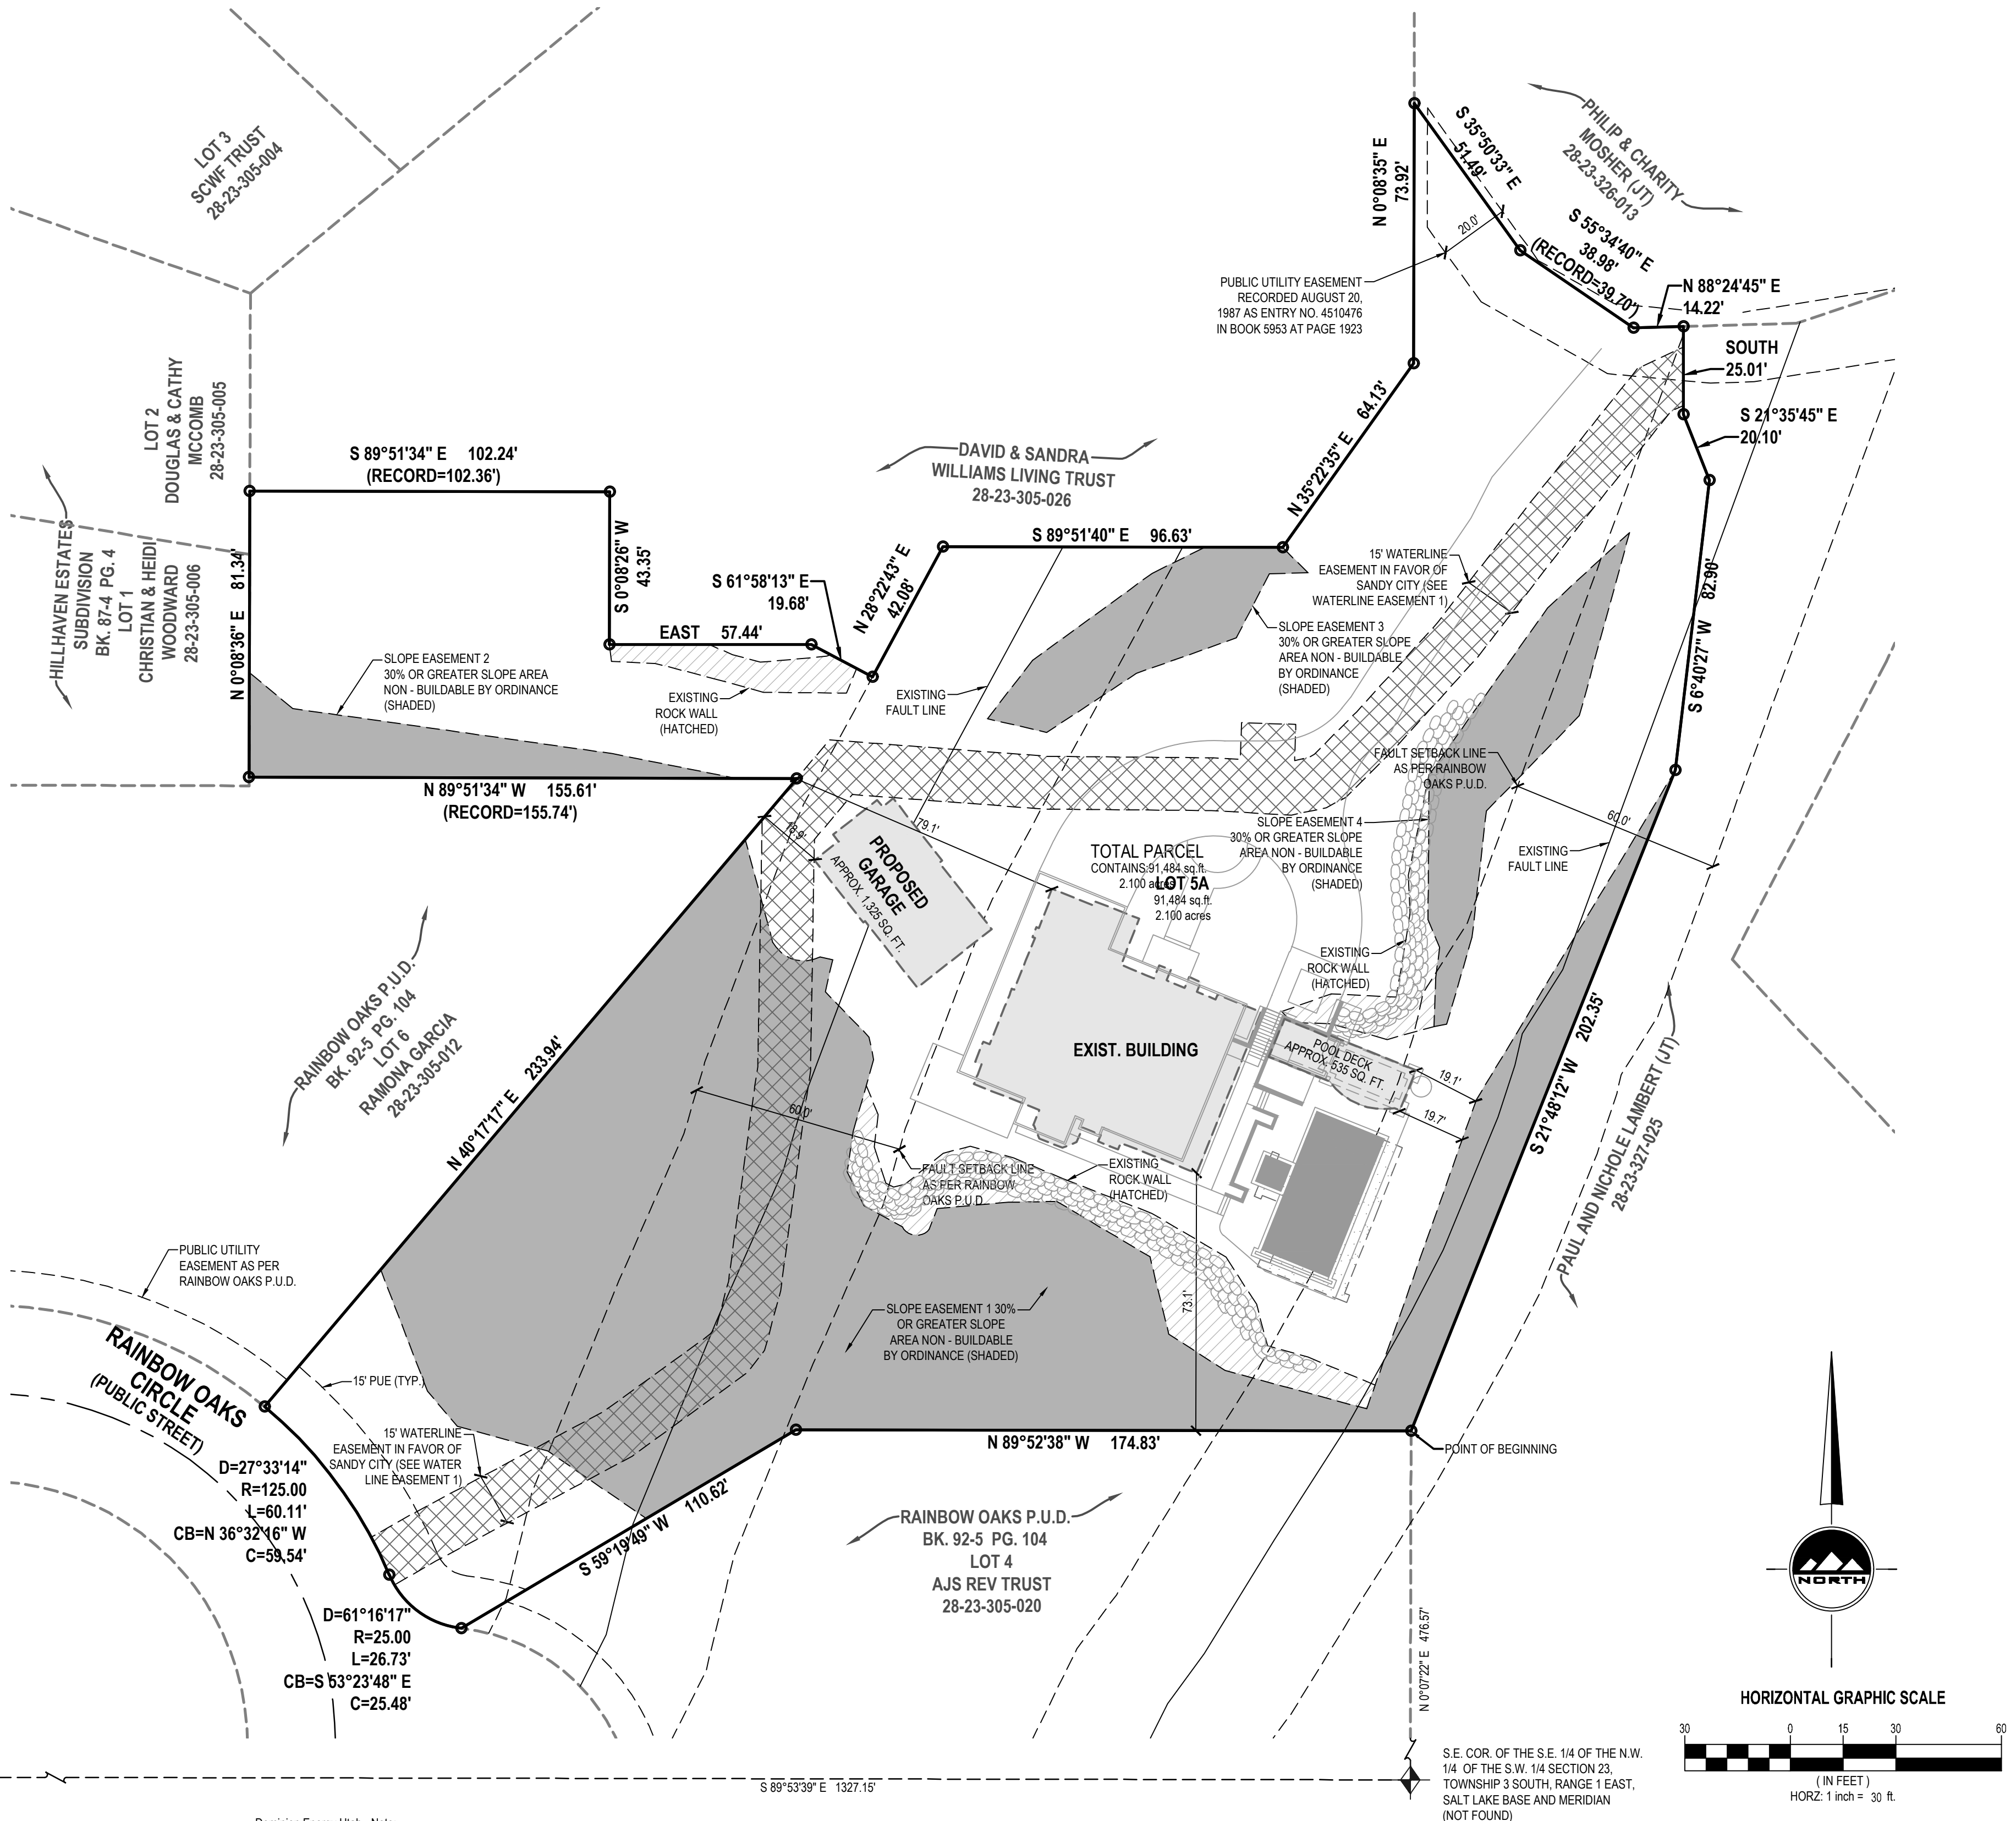 LOT 3
SCWF TRUST
28-23-305-004
PHILIP & CHARITY
MOSHER (JT)
28-23-326-013
N 0°08'35" E
73.92'
S 35°50'33" E
51.49'
20.0'
S 55°34'40" E
38.98'
(RECORD=39.70')
N 88°24'45" E
14.22'
PUBLIC UTILITY EASEMENT
RECORDED AUGUST 20,
1987 AS ENTRY NO. 4510476
IN BOOK 5953 AT PAGE 1923
SOUTH
25.01'
S 21°35'45" E
20.10'
LOT 2
DOUGLAS & CATHY
MCCOMB
28-23-305-005
HILLHAVEN ESTATES
SUBDIVISION
BK. 87-4 PG. 4
LOT 1
CHRISTIAN & HEIDI
WOODWARD
28-23-305-006
S 89°51'34" E 102.24'
(RECORD=102.36')
N 0°08'36" E 81.34'
S 0°08'26" W
43.35'
DAVID & SANDRA
WILLIAMS LIVING TRUST
28-23-305-026
N 35°22'35" E 64.13'
S 89°51'40" E 96.63'
S 61°58'13" E
19.68'
N 28°22'43" E
42.08'
EAST 57.44'
15' WATERLINE
EASEMENT IN FAVOR OF
SANDY CITY (SEE
WATERLINE EASEMENT 1)
S 6°40'27" W 82.90'
SLOPE EASEMENT 2
30% OR GREATER SLOPE AREA
NON - BUILDABLE BY ORDINANCE
(SHADED)
EXISTING
ROCK WALL
(HATCHED)
EXISTING
FAULT LINE
SLOPE EASEMENT 3
30% OR GREATER SLOPE
AREA NON - BUILDABLE
BY ORDINANCE
(SHADED)
FAULT SETBACK LINE
AS PER RAINBOW
OAKS P.U.D.
N 89°51'34" W 155.61'
(RECORD=155.74')
18.9'
79.1'
PROPOSED
GARAGE
APPROX. 1,325 SQ. FT.
TOTAL PARCEL
CONTAINS:91,484 sq.ft.
2.100 acres
LOT 5A
91,484 sq.ft.
2.100 acres
SLOPE EASEMENT 4
30% OR GREATER SLOPE
AREA NON - BUILDABLE
BY ORDINANCE
(SHADED)
60.0'
EXISTING
FAULT LINE
EXISTING
ROCK WALL
(HATCHED)
RAINBOW OAKS P.U.D.
BK. 92-5 PG. 104
LOT 6
RAMONA GARCIA
28-23-305-012
N 40°17'17" E 233.94'
EXIST. BUILDING
POOL DECK
APPROX. 535 SQ. FT.
19.1'
19.7'
S 21°48'12" W 202.35'
PAUL AND NICHOLE LAMBERT (JT)
28-23-327-025
60.0'
FAULT SETBACK LINE
AS PER RAINBOW
OAKS P.U.D
EXISTING
ROCK WALL
(HATCHED)
73.1'
PUBLIC UTILITY
EASEMENT AS PER
RAINBOW OAKS P.U.D.
SLOPE EASEMENT 1 30%
OR GREATER SLOPE
AREA NON - BUILDABLE
BY ORDINANCE (SHADED)
RAINBOW OAKS
CIRCLE
(PUBLIC STREET)
15' PUE (TYP.)
15' WATERLINE
EASEMENT IN FAVOR OF
SANDY CITY (SEE WATER
LINE EASEMENT 1)
N 89°52'38" W 174.83'
POINT OF BEGINNING
D=27°33'14"
R=125.00
L=60.11'
CB=N 36°32'16" W
C=59.54'
S 59°19'49" W 110.62'
RAINBOW OAKS P.U.D.
BK. 92-5 PG. 104
LOT 4
AJS REV TRUST
28-23-305-020
D=61°16'17"
R=25.00
L=26.73'
CB=S 53°23'48" E
C=25.48'
N 0°07'22" E 476.57'
NORTH
HORIZONTAL GRAPHIC SCALE
30 0 15 30 60
( IN FEET )
HORZ: 1 inch = 30 ft.
S.E. COR. OF THE S.E. 1/4 OF THE N.W.
1/4 OF THE S.W. 1/4 SECTION 23,
TOWNSHIP 3 SOUTH, RANGE 1 EAST,
SALT LAKE BASE AND MERIDIAN
(NOT FOUND)
S 89°53'39" E 1327.15'